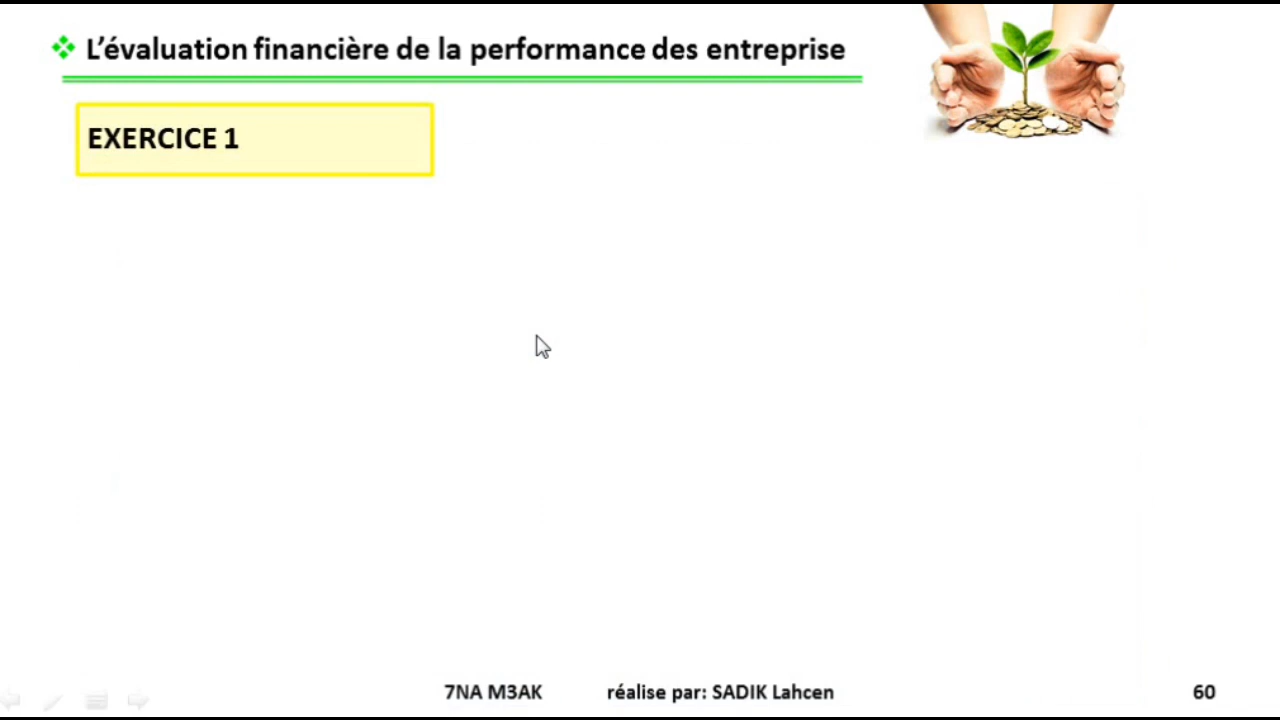 L’évaluation financière de la performance des entreprise
EXERCICE 1
7NA M3AK réalise par: SADIK Lahcen 60